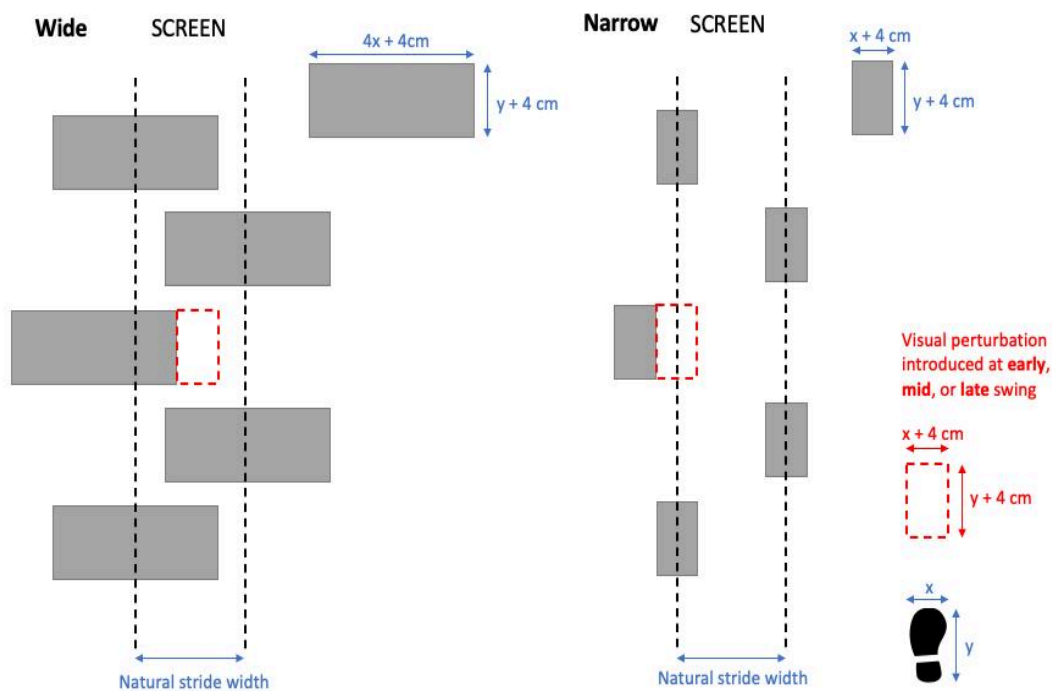 Wide SCREEN
4x + 4cm
y + 4 cm
Natural stride width
Narrow SCREEN
x + 4 cm
y + 4 cm
Natural stride width
Visual perturbation
introduced at early,
mid, or late swing
x + 4 cm
y + 4 cm
x
y